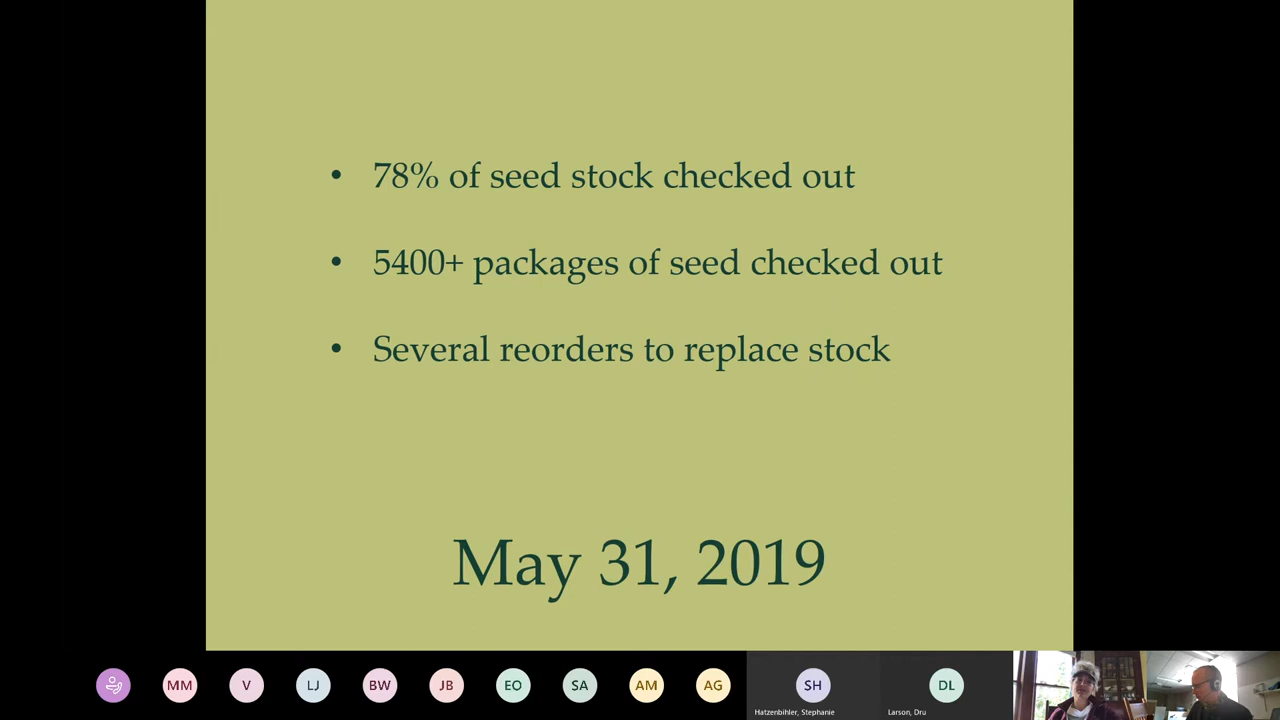 • 78% of seed stock checked out
• 5400+ packages of seed checked out
• Several reorders to replace stock
May 31, 2019
MM V LJ BW JB EO SA AM AG SH DL
Hatzenbihler, Stephanie
Larson, Dru